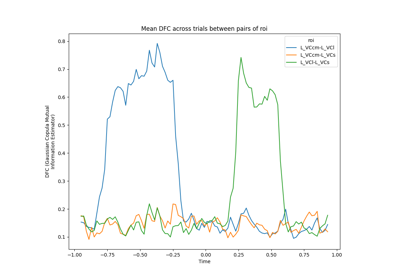 Mean DFC across trials between pairs of roi
DFC (Gaussian Copula Mutual
Information Estimator)
0.8
0.7
0.6
0.5
0.4
0.3
0.2
0.1
roi
L_VCcm-L_VCl
L_VCcm-L_VCs
L_VCl-L_VCs
−1.00
−0.75
−0.50
−0.25
0.00
0.25
0.50
0.75
1.00
Time